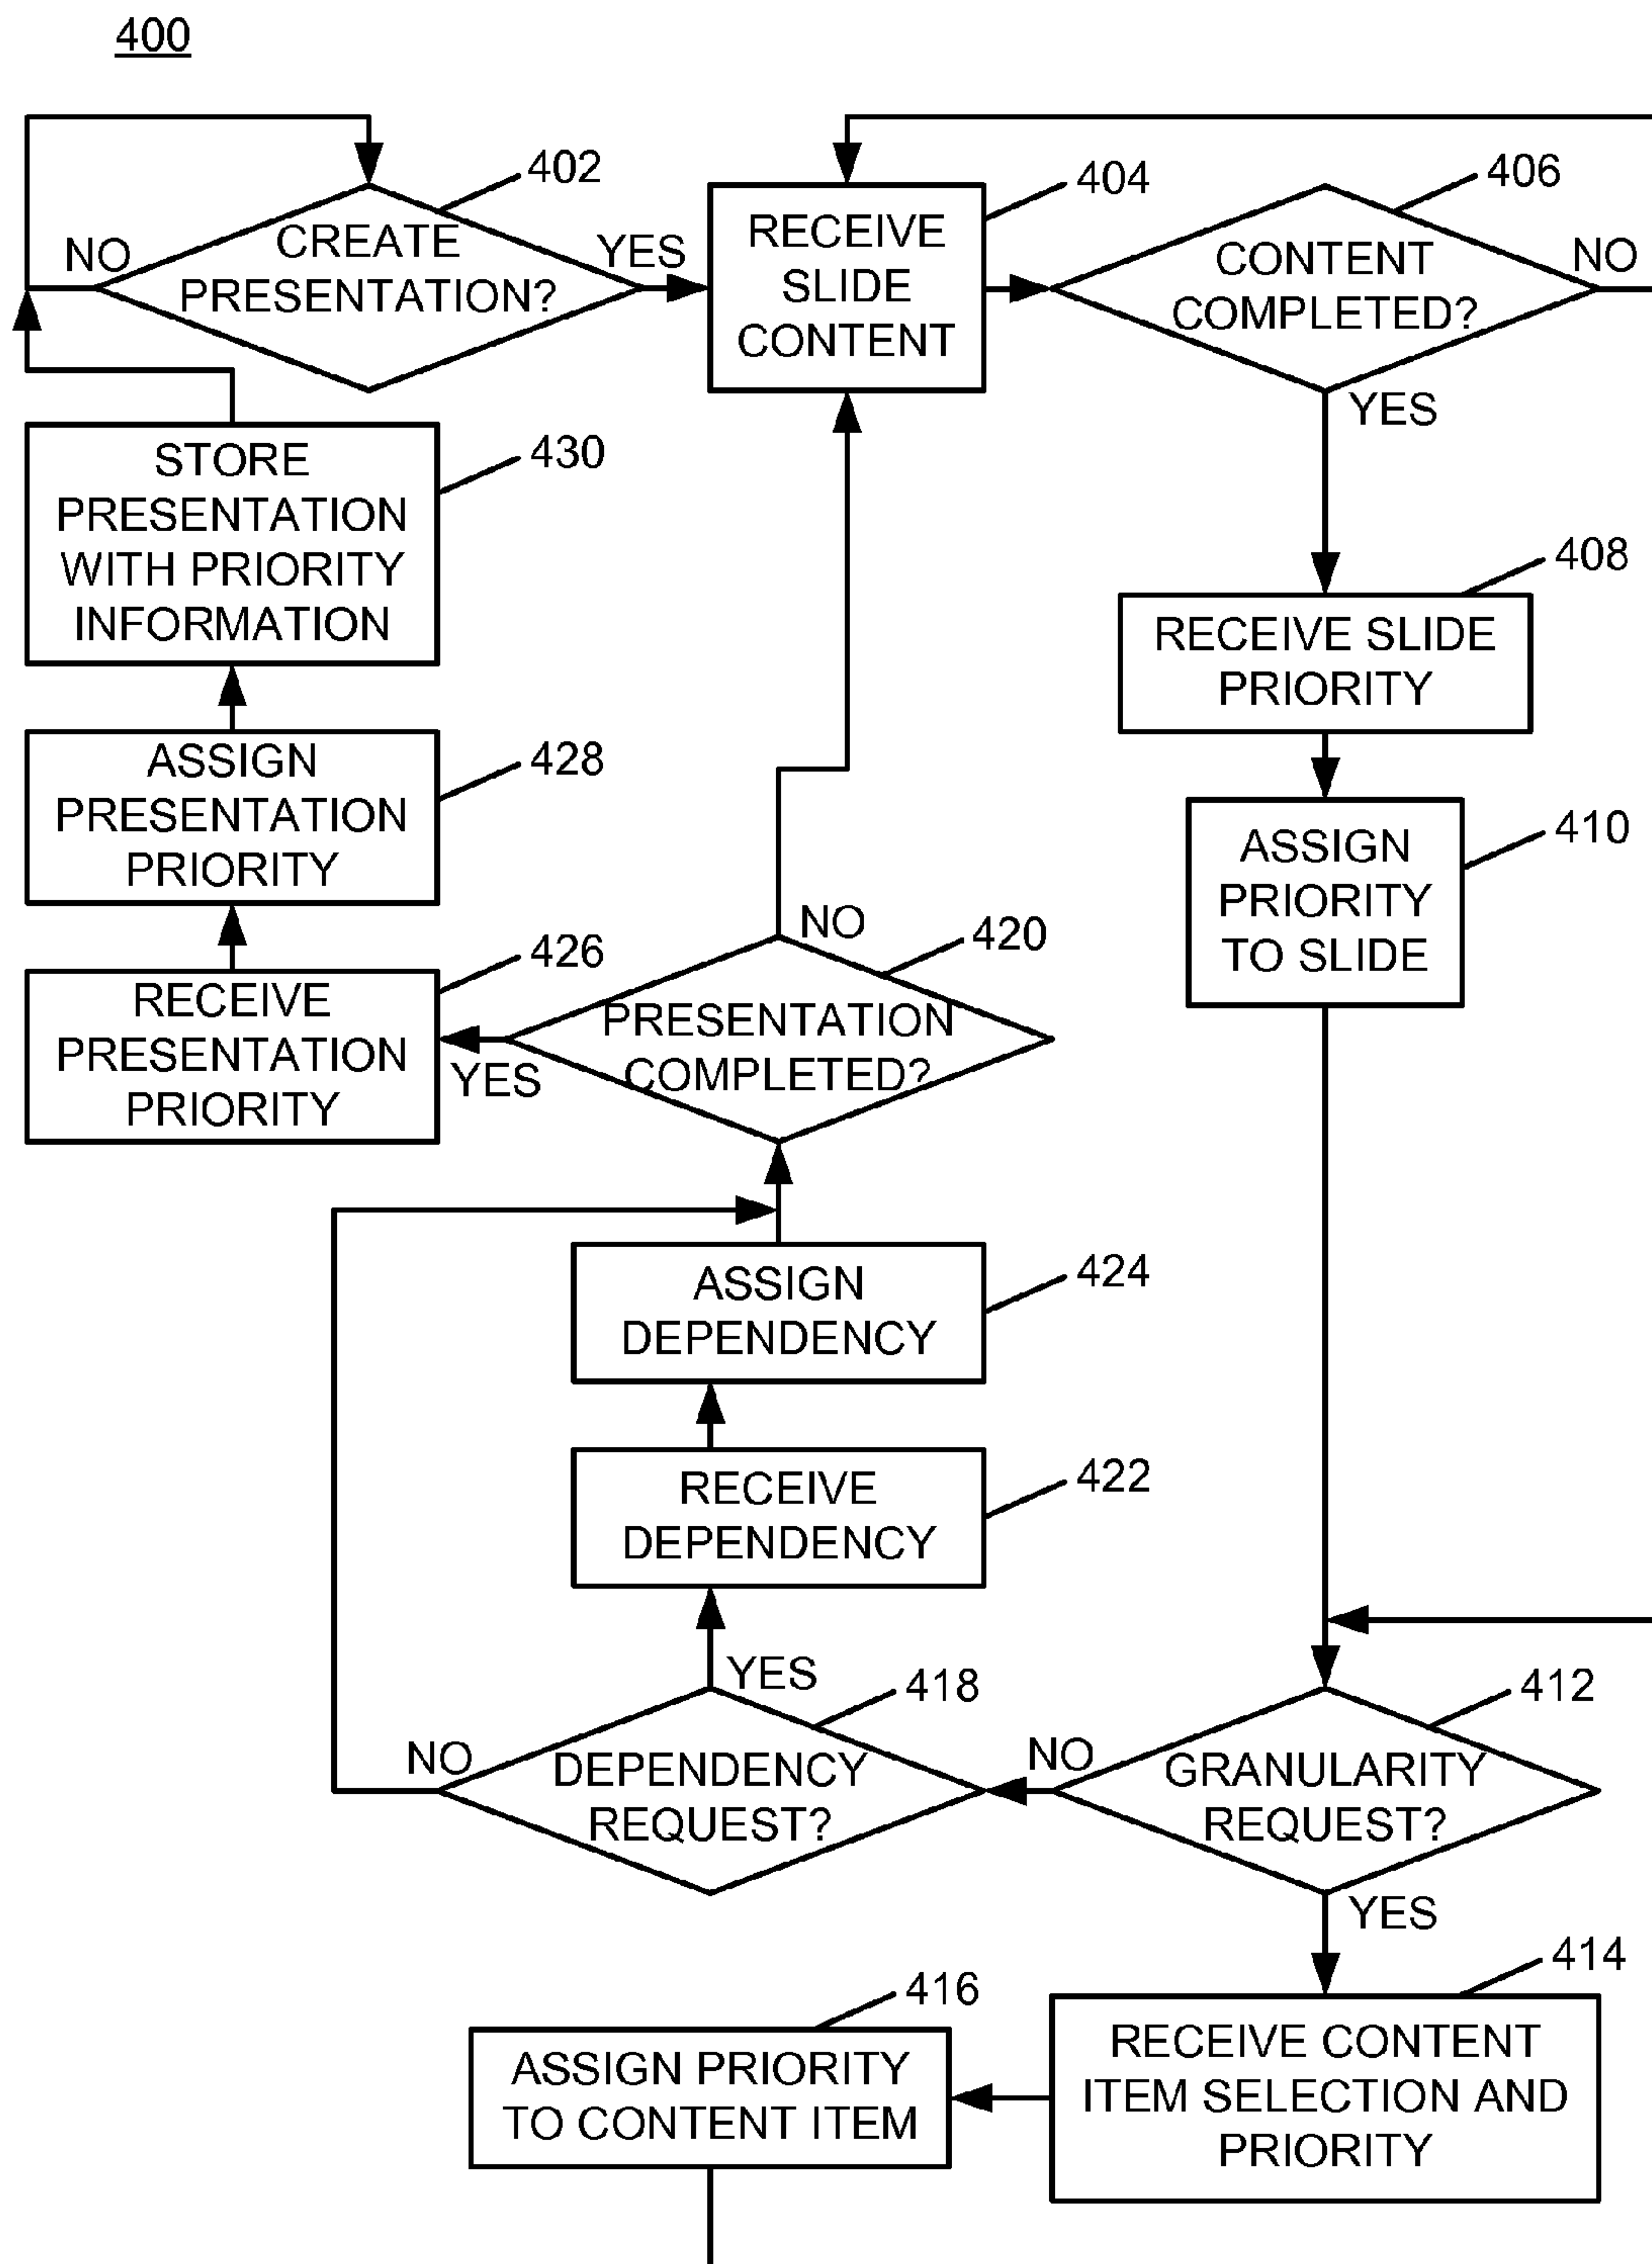 400
402
CREATE
PRESENTATION?
NO
YES
404
RECEIVE
SLIDE
CONTENT
406
CONTENT
COMPLETED?
NO
YES
408
RECEIVE SLIDE
PRIORITY
410
ASSIGN
PRIORITY
TO SLIDE
430
STORE
PRESENTATION
WITH PRIORITY
INFORMATION
428
ASSIGN
PRESENTATION
PRIORITY
426
RECEIVE
PRESENTATION
PRIORITY
420
NO
PRESENTATION
COMPLETED?
YES
424
ASSIGN
DEPENDENCY
422
RECEIVE
DEPENDENCY
YES
418
NO
DEPENDENCY
REQUEST?
412
NO
GRANULARITY
REQUEST?
YES
414
RECEIVE CONTENT
ITEM SELECTION AND
PRIORITY
416
ASSIGN PRIORITY
TO CONTENT ITEM